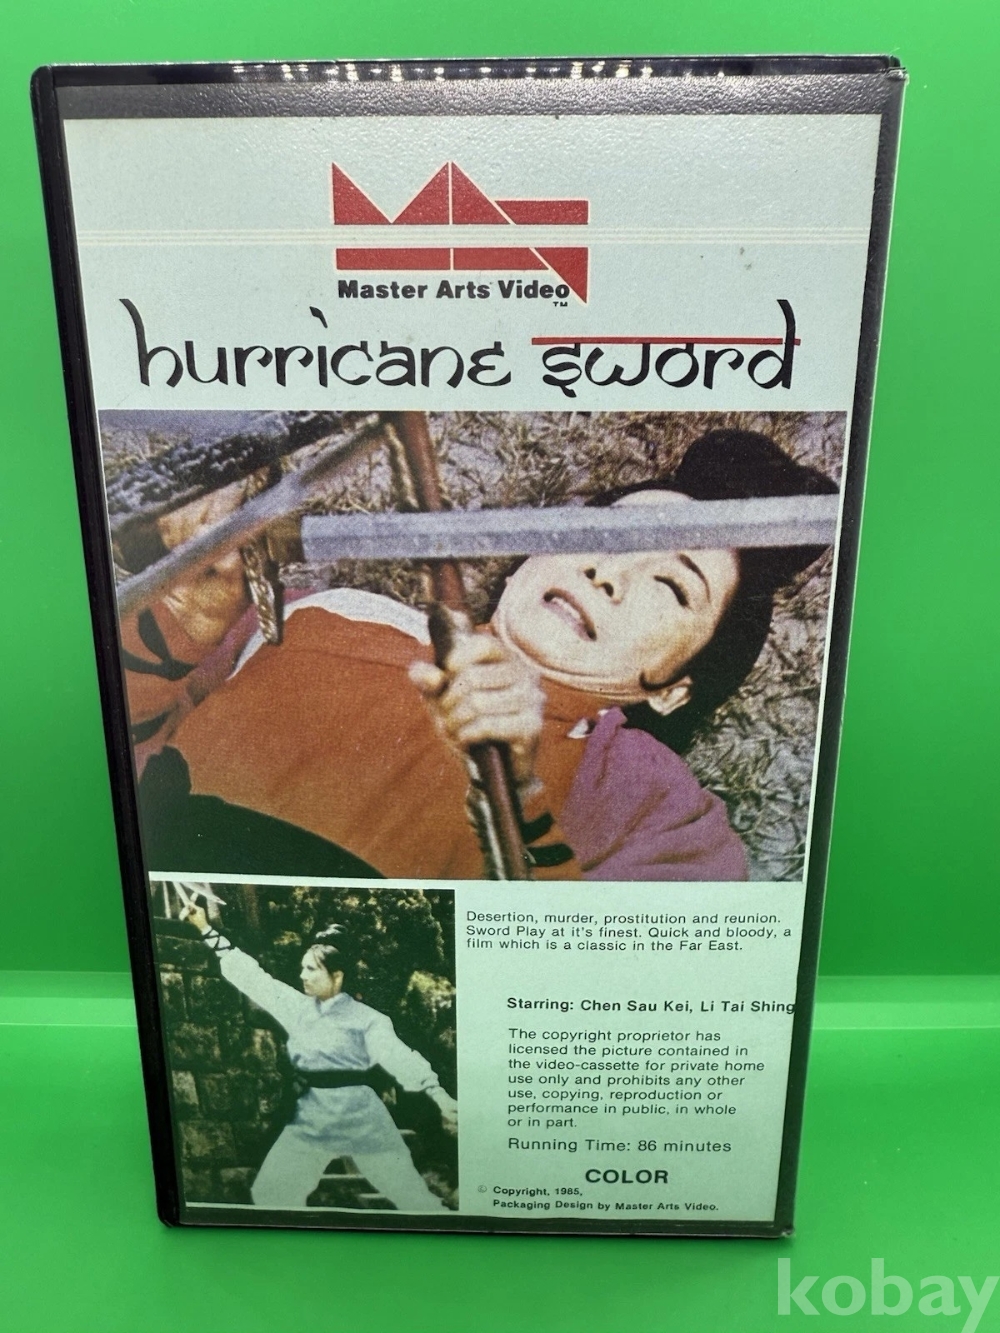 Master Arts Video
TM
hurricane sword
Desertion, murder, prostitution and reunion.
Sword Play at it's finest. Quick and bloody, a
film which is a classic in the Far East.
Starring: Chen Sau Kei, Li Tai Shing
The copyright proprietor has
licensed the picture contained in
the video-cassette for private home
use only and prohibits any other
use, copying, reproduction or
performance in public, in whole
or in part.
Running Time: 86 minutes
COLOR
© Copyright, 1985,
Packaging Design by Master Arts Video.
kobay